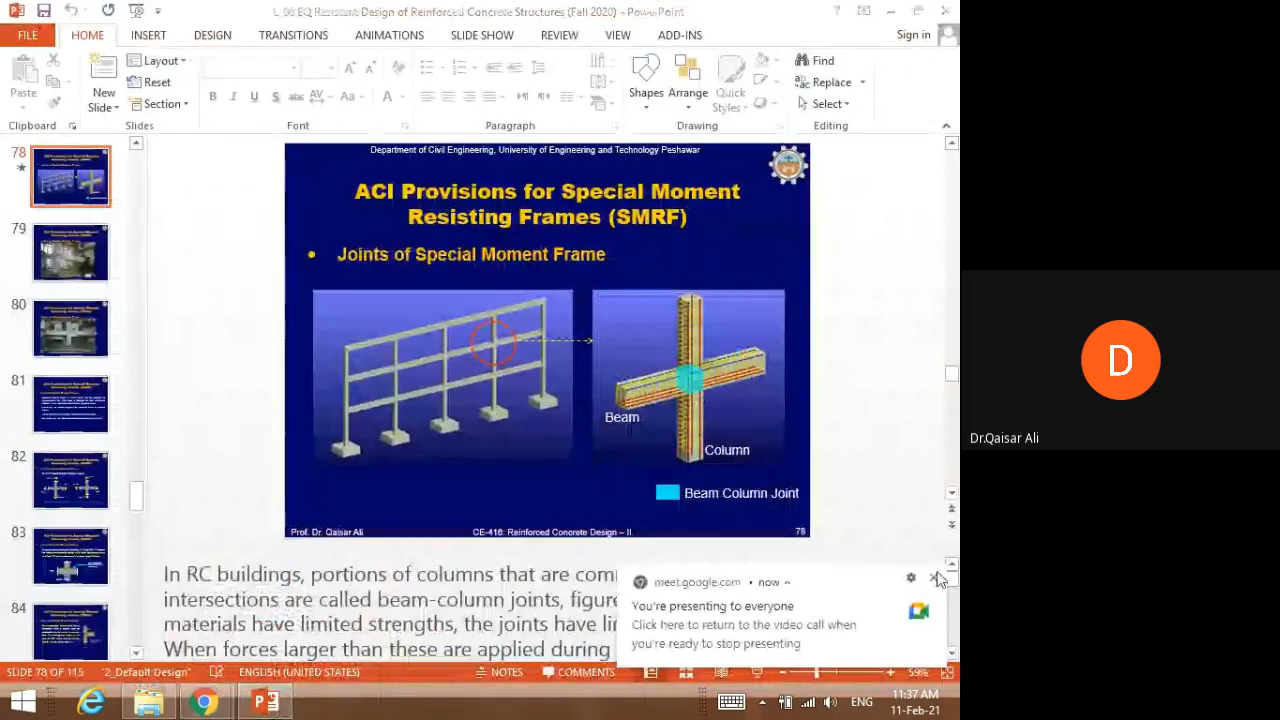 EQ Resistant Design of Reinforced Concrete Structures (Fall 2020) - PowerPoint
FILE HOME INSERT DESIGN TRANSITIONS ANIMATIONS SLIDE SHOW REVIEW VIEW ADD-INS Sign in
Paste
New
Slide
Layout
Reset
Section
B I U S abc AV Aa A
Shapes
Arrange
Quick
Styles
Find
Replace
Select
Clipboard Slides Font Paragraph Drawing Editing
78
79
80
81
82
83
84
Department of Civil Engineering, University of Engineering and Technology Peshawar
ACI Provisions for Special Moment
Resisting Frames (SMRF)
• Joints of Special Moment Frame
Beam
Column
Beam Column Joint
Prof. Dr. Qaisar Ali CE-416: Reinforced Concrete Design – II 78
In RC buildings, portions of columns that are com
intersections are called beam-column joints, figure
materials have limited strengths, the joints have li
When forces larger than these are applied during
meet.google.com • now
You're presenting to everyone
Click here to return to the video call when
you're ready to stop presenting
SLIDE 78 OF 115 "2_Default Design" ENGLISH (UNITED STATES) NOTES COMMENTS 59%
ENG
11:37 AM
11-Feb-21
D
Dr.Qaisar Ali